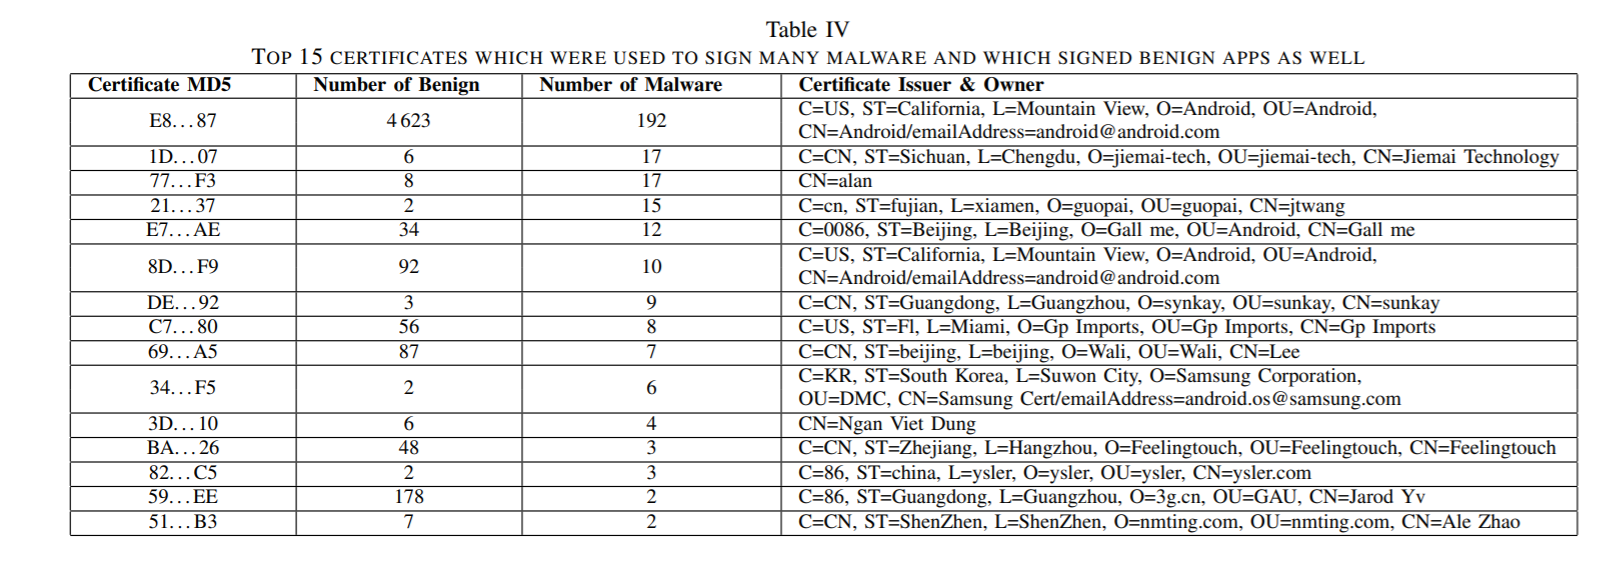 Table IV
TOP 15 CERTIFICATES WHICH WERE USED TO SIGN MANY MALWARE AND WHICH SIGNED BENIGN APPS AS WELL
Certificate MD5 Number of Benign Number of Malware Certificate Issuer & Owner
E8...87 4 623 192 C=US, ST=California, L=Mountain View, O=Android, OU=Android,
CN=Android/emailAddress=android@android.com
1D...07 6 17 C=CN, ST=Sichuan, L=Chengdu, O=jiemai-tech, OU=jiemai-tech, CN=Jiemai Technology
77...F3 8 17 CN=alan
21...37 2 15 C=cn, ST=fujian, L=xiamen, O=guopai, OU=guopai, CN=jtwang
E7...AE 34 12 C=0086, ST=Beijing, L=Beijing, O=Gall me, OU=Android, CN=Gall me
8D...F9 92 10 C=US, ST=California, L=Mountain View, O=Android, OU=Android,
CN=Android/emailAddress=android@android.com
DE...92 3 9 C=CN, ST=Guangdong, L=Guangzhou, O=synkay, OU=sunkay, CN=sunkay
C7...80 56 8 C=US, ST=Fl, L=Miami, O=Gp Imports, OU=Gp Imports, CN=Gp Imports
69...A5 87 7 C=CN, ST=beijing, L=beijing, O=Wali, OU=Wali, CN=Lee
34...F5 2 6 C=KR, ST=South Korea, L=Suwon City, O=Samsung Corporation,
OU=DMC, CN=Samsung Cert/emailAddress=android.os@samsung.com
3D...10 6 4 CN=Ngan Viet Dung
BA...26 48 3 C=CN, ST=Zhejiang, L=Hangzhou, O=Feelingtouch, OU=Feelingtouch, CN=Feelingtouch
82...C5 2 3 C=86, ST=china, L=ysler, O=ysler, OU=ysler, CN=ysler.com
59...EE 178 2 C=86, ST=Guangdong, L=Guangzhou, O=3g.cn, OU=GAU, CN=Jarod Yv
51...B3 7 2 C=CN, ST=ShenZhen, L=ShenZhen, O=nmting.com, OU=nmting.com, CN=Ale Zhao